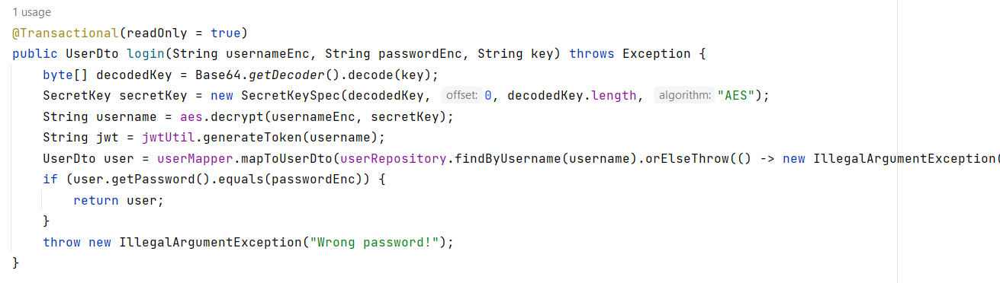 1 usage
@Transactional(readOnly = true)
public UserDto login(String usernameEnc, String passwordEnc, String key) throws Exception {
    byte[] decodedKey = Base64.getDecoder().decode(key);
    SecretKey secretKey = new SecretKeySpec(decodedKey, offset: 0, decodedKey.length, algorithm: "AES");
    String username = aes.decrypt(usernameEnc, secretKey);
    String jwt = jwtUtil.generateToken(username);
    UserDto user = userMapper.mapToUserDto(userRepository.findByUsername(username).orElseThrow(() -> new IllegalArgumentException(
    if (user.getPassword().equals(passwordEnc)) {
        return user;
    }
    throw new IllegalArgumentException("Wrong password!");
}